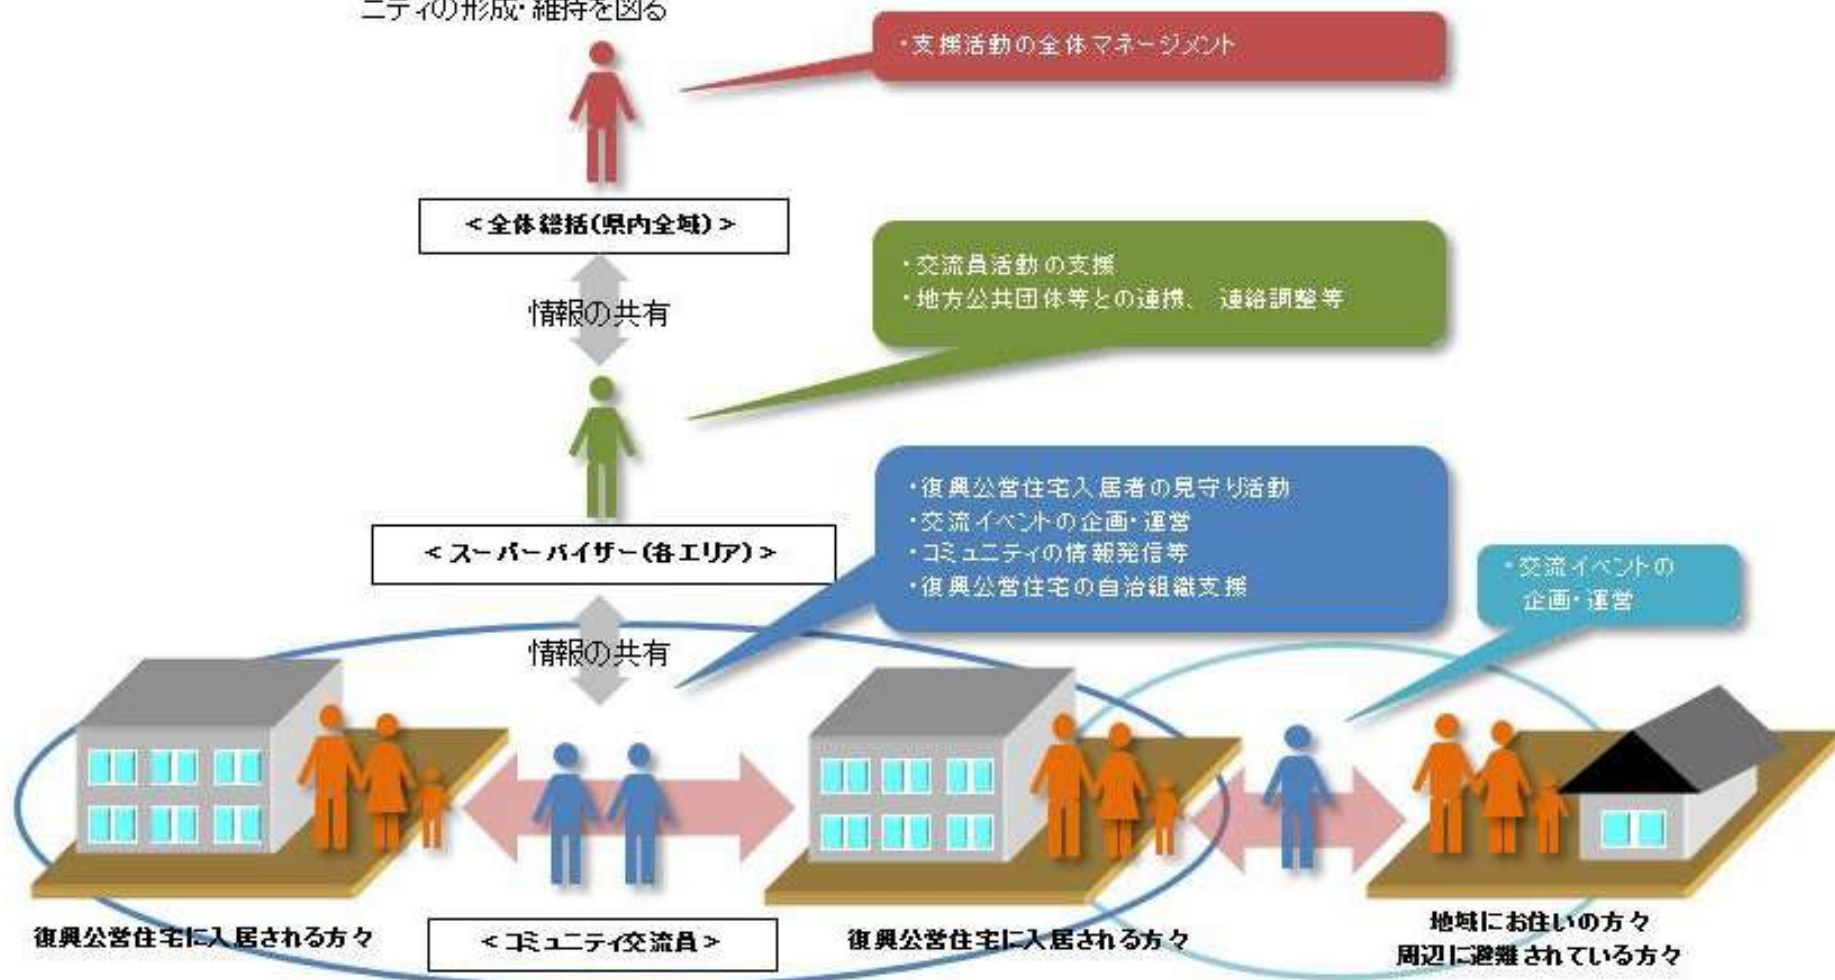 ニティの形成・維持を図る
・支援活動の全体マネージメント
<全体総括(県内全域)>
・交流員活動の支援
・地方公共団体等との連携、 連絡調整等
情報の共有
<スーパーバイザー(各エリア)>
・復興公営住宅入居者の見守り活動
・交流イベントの企画・運営
・コミュニティの情報発信等
・復興公営住宅の自治組織支援
・交流イベントの
企画・運営
情報の共有
復興公営住宅に入居される方々
<コミュニティ交流員>
復興公営住宅に入居される方々
地域にお住いの方々
周辺に避難されている方々